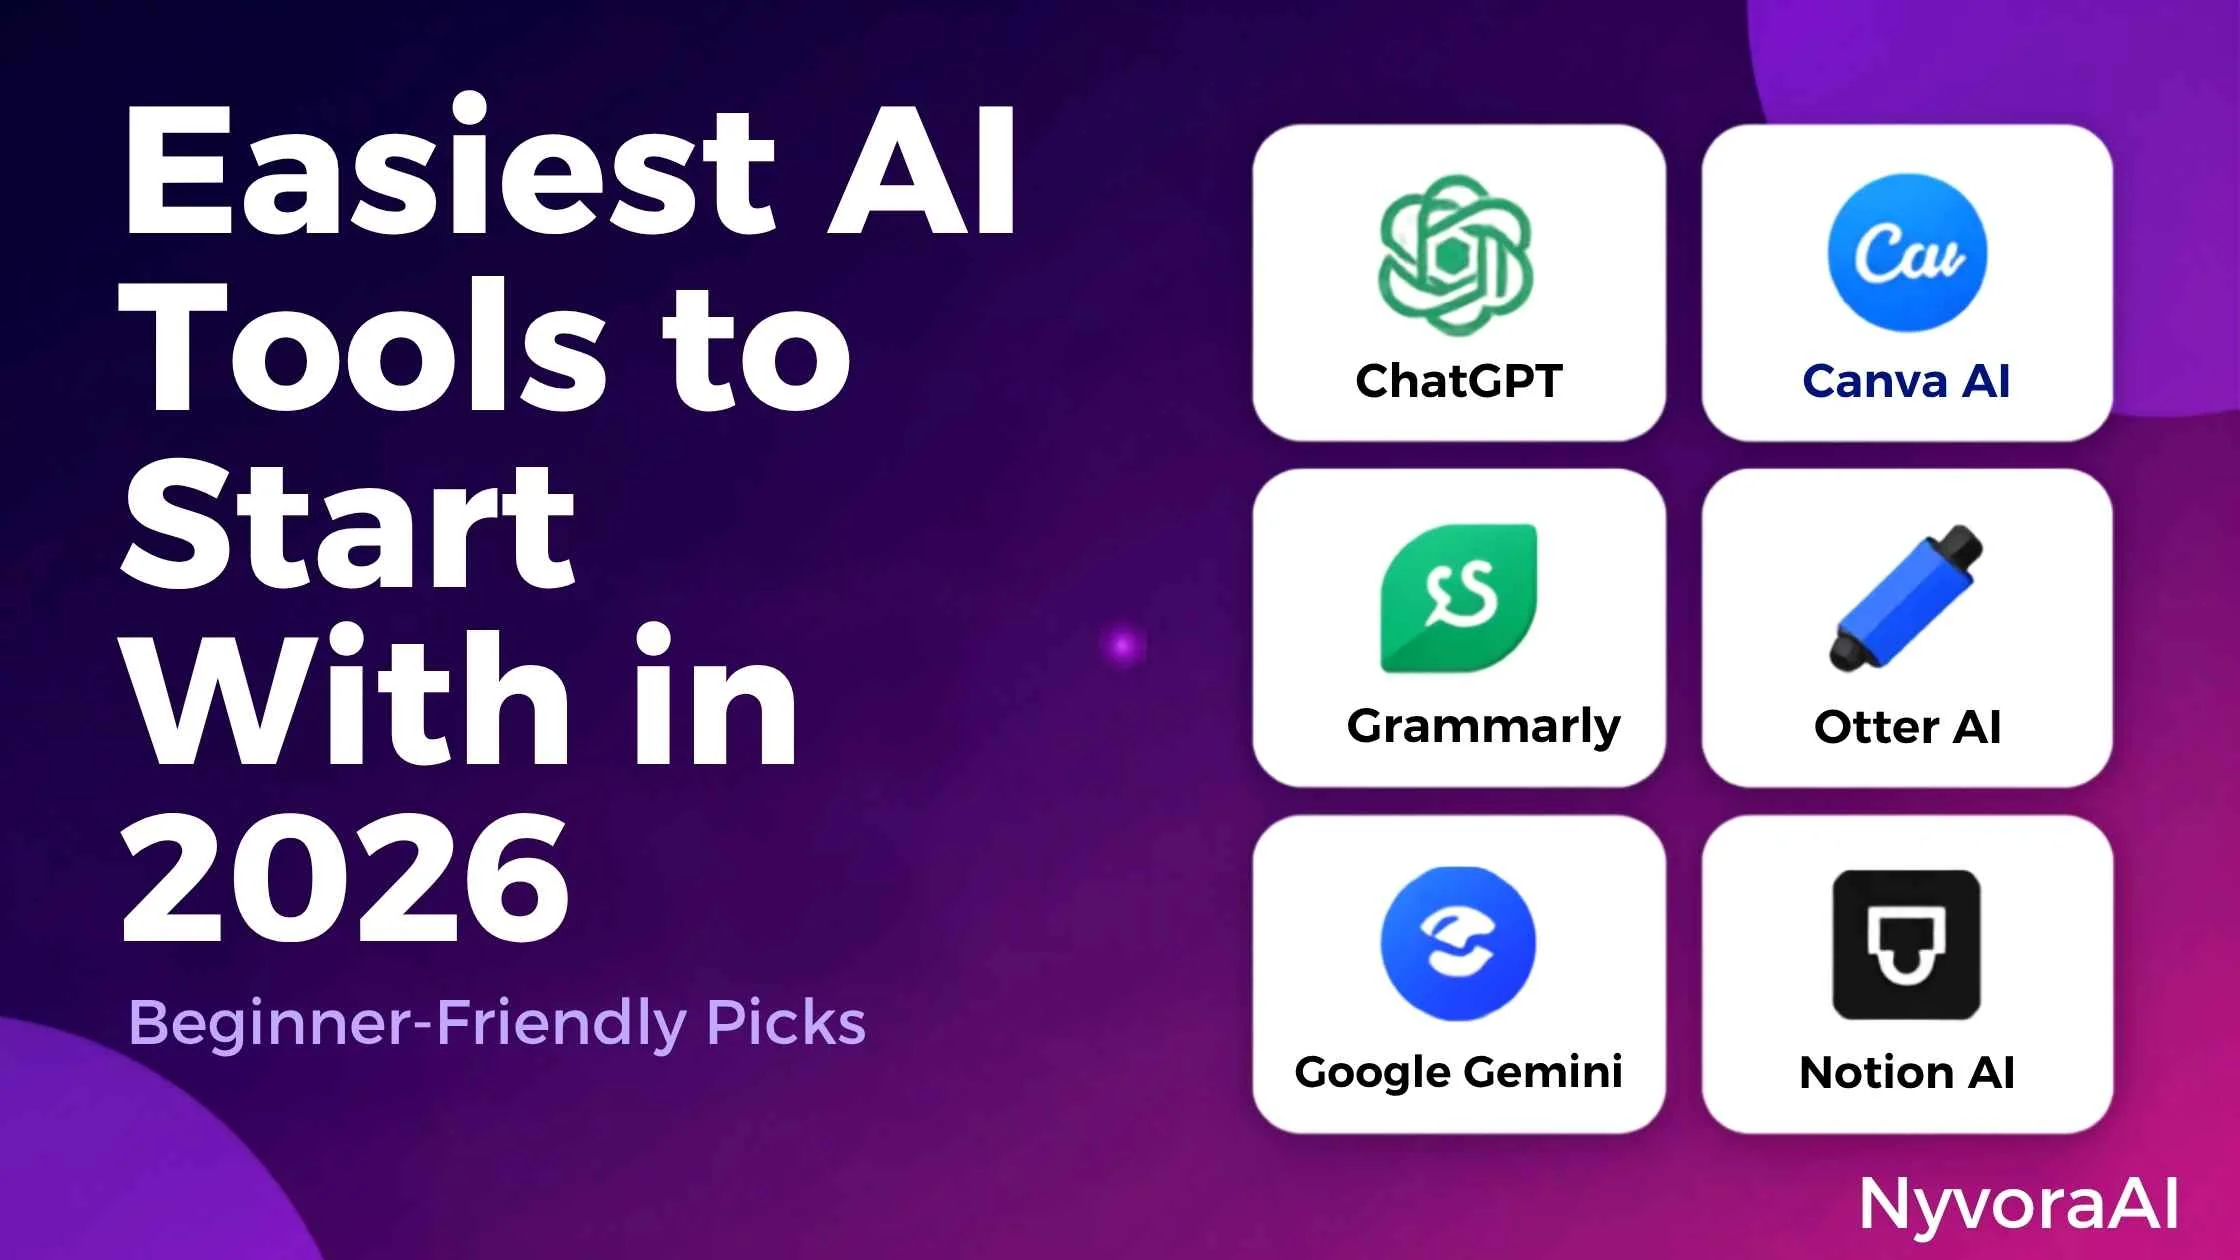 Easiest AI
Tools to
Start
With in
2026
Beginner-Friendly Picks
ChatGPT
Cau
Canva AI
Grammarly
Otter AI
Google Gemini
Notion AI
NyvoraAI